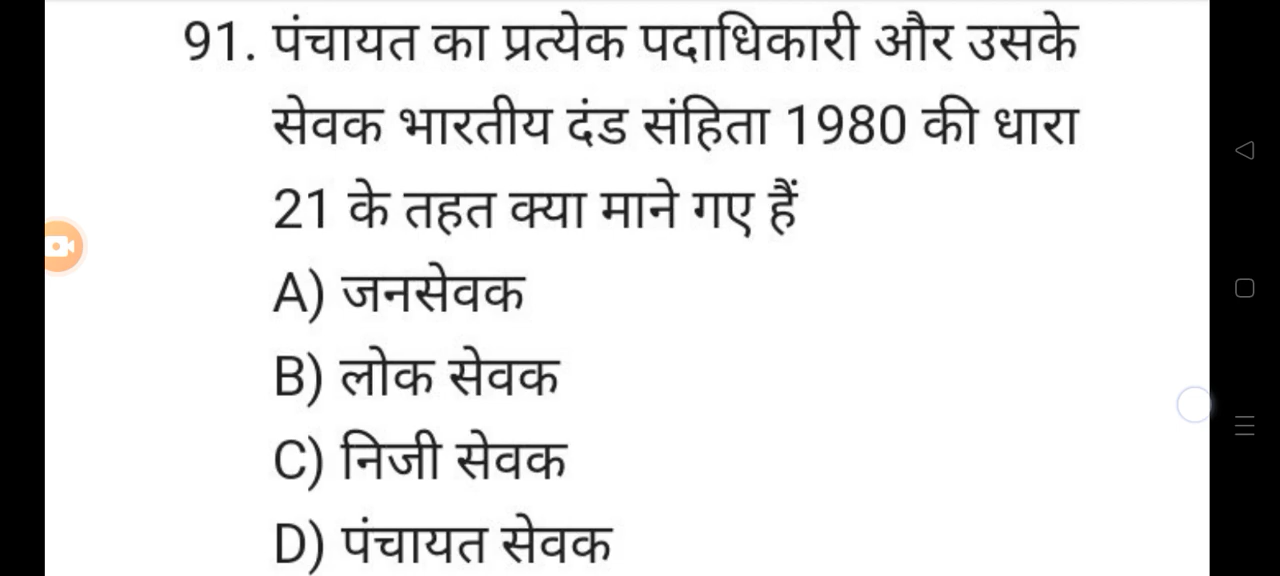 91. पंचायत का प्रत्येक पदाधिकारी और उसके
सेवक भारतीय दंड संहिता 1980 की धारा
21 के तहत क्या माने गए हैं
A) जनसेवक
B) लोक सेवक
C) निजी सेवक
D) पंचायत सेवक